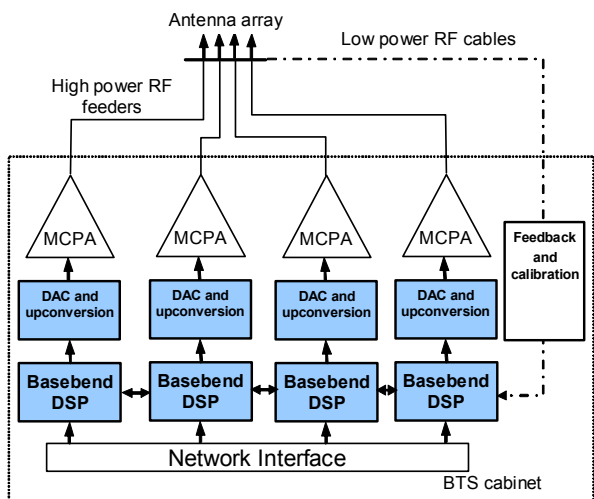 Antenna array
Low power RF cables
High power RF
feeders
MCPA
MCPA
MCPA
MCPA
Feedback
and
calibration
DAC and
upconversion
DAC and
upconversion
DAC and
upconversion
DAC and
upconversion
Basebend
DSP
Basebend
DSP
Basebend
DSP
Basebend
DSP
Network Interface
BTS cabinet